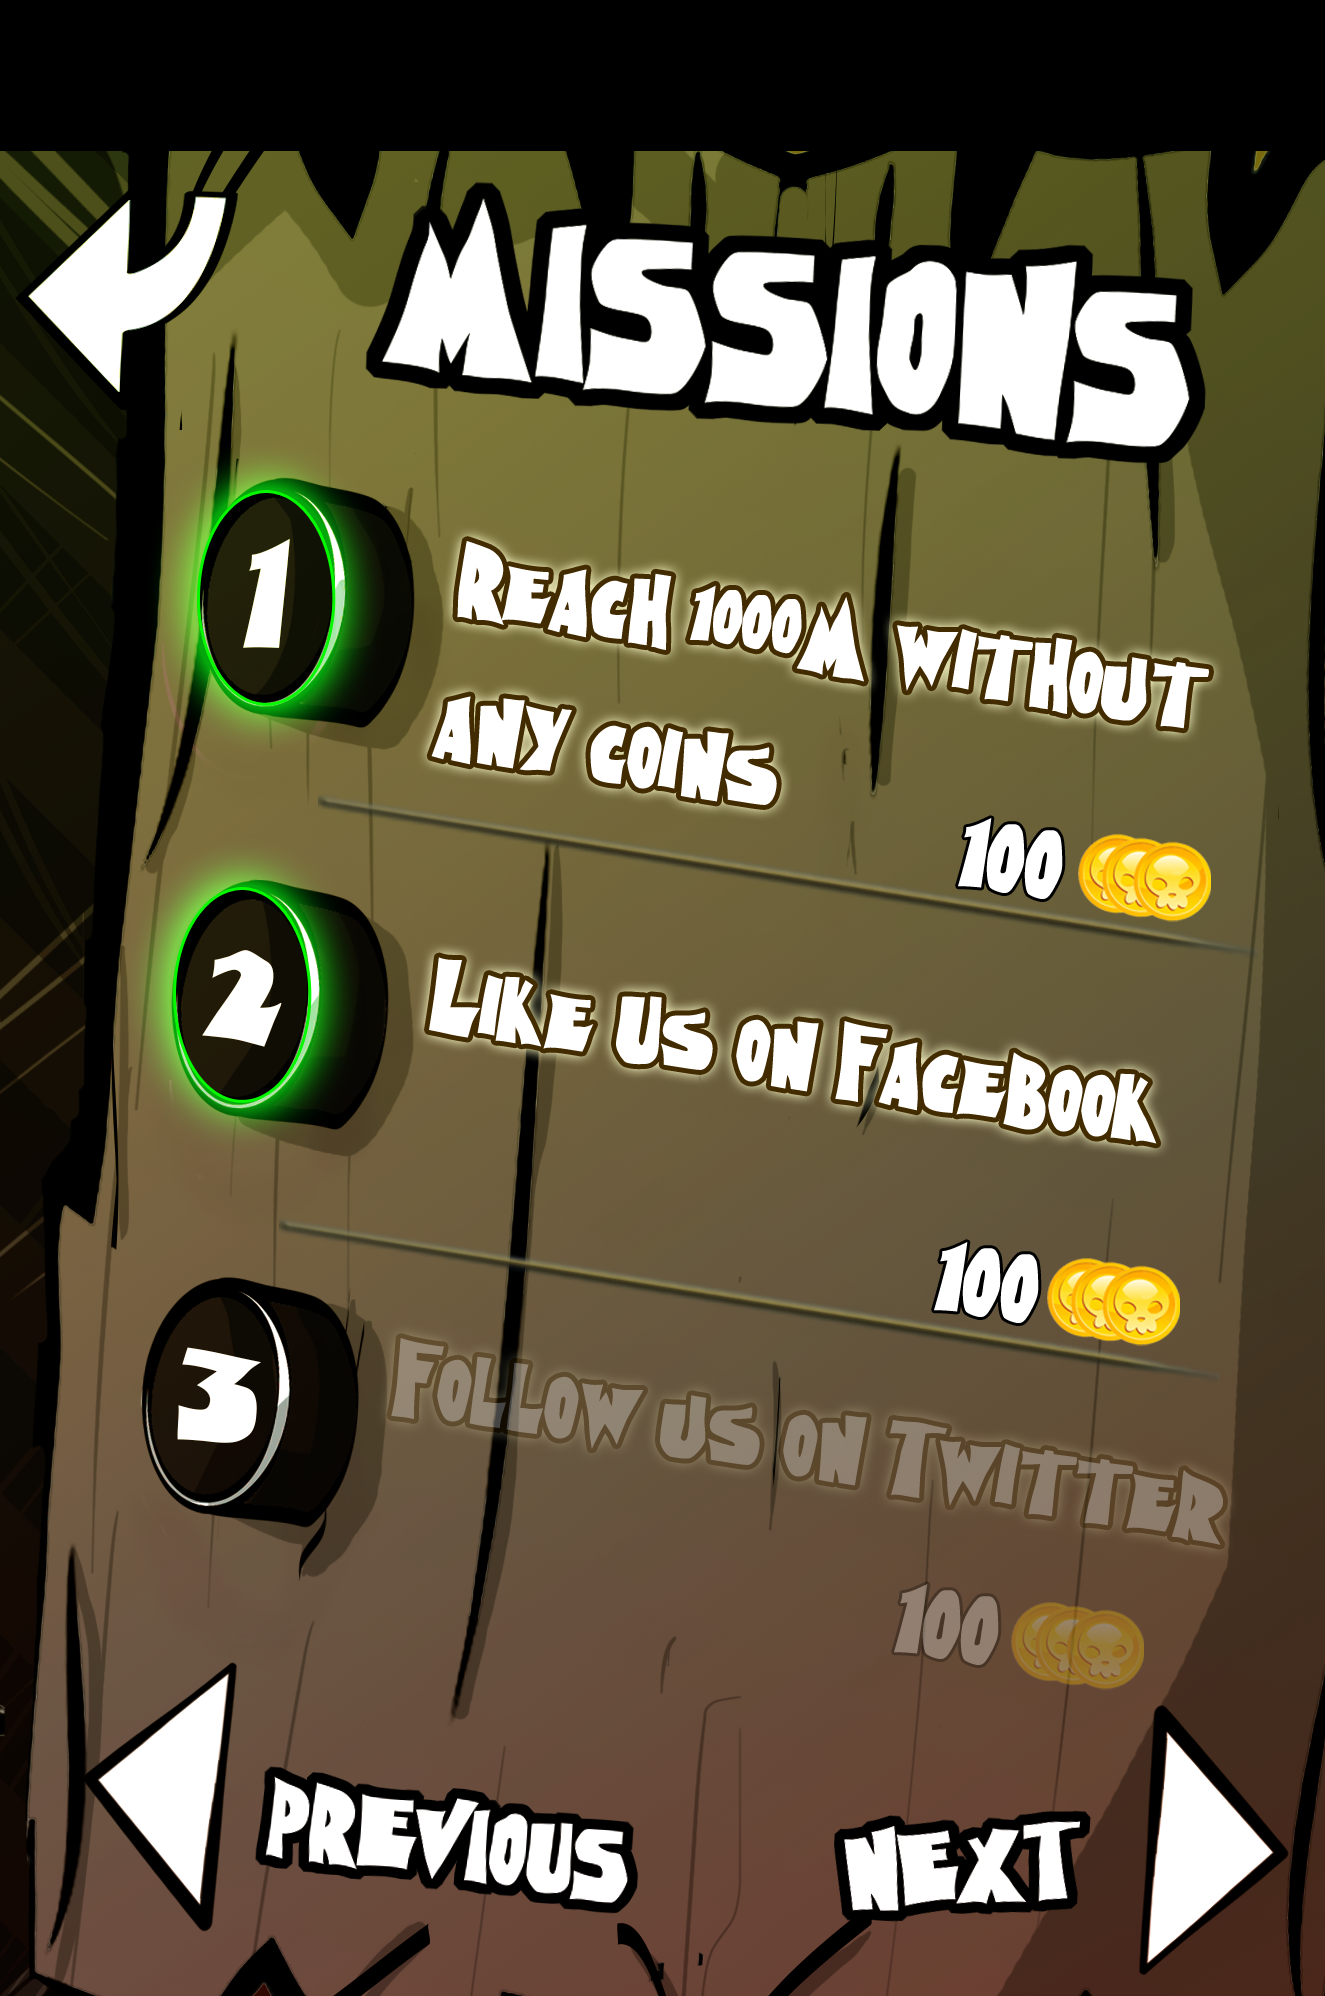 MISSIONS
1
REACH 1000M WITHOUT
ANY COINS
100
2
LIKE US ON FACEBOOK
100
3
FOLLOW US ON TWITTER
100
PREVIOUS
NEXT